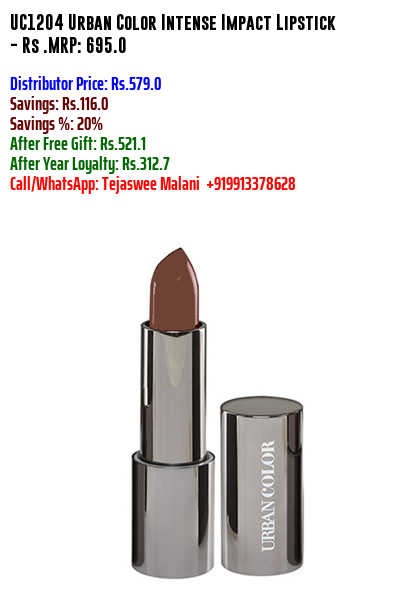 UC1204 Urban Color Intense Impact Lipstick
- Rs .MRP: 695.0
Distributor Price: Rs.579.0
Savings: Rs.116.0
Savings %: 20%
After Free Gift: Rs.521.1
After Year Loyalty: Rs.312.7
Call/WhatsApp: Tejaswee Malani +919913378628
URBAN COLOR